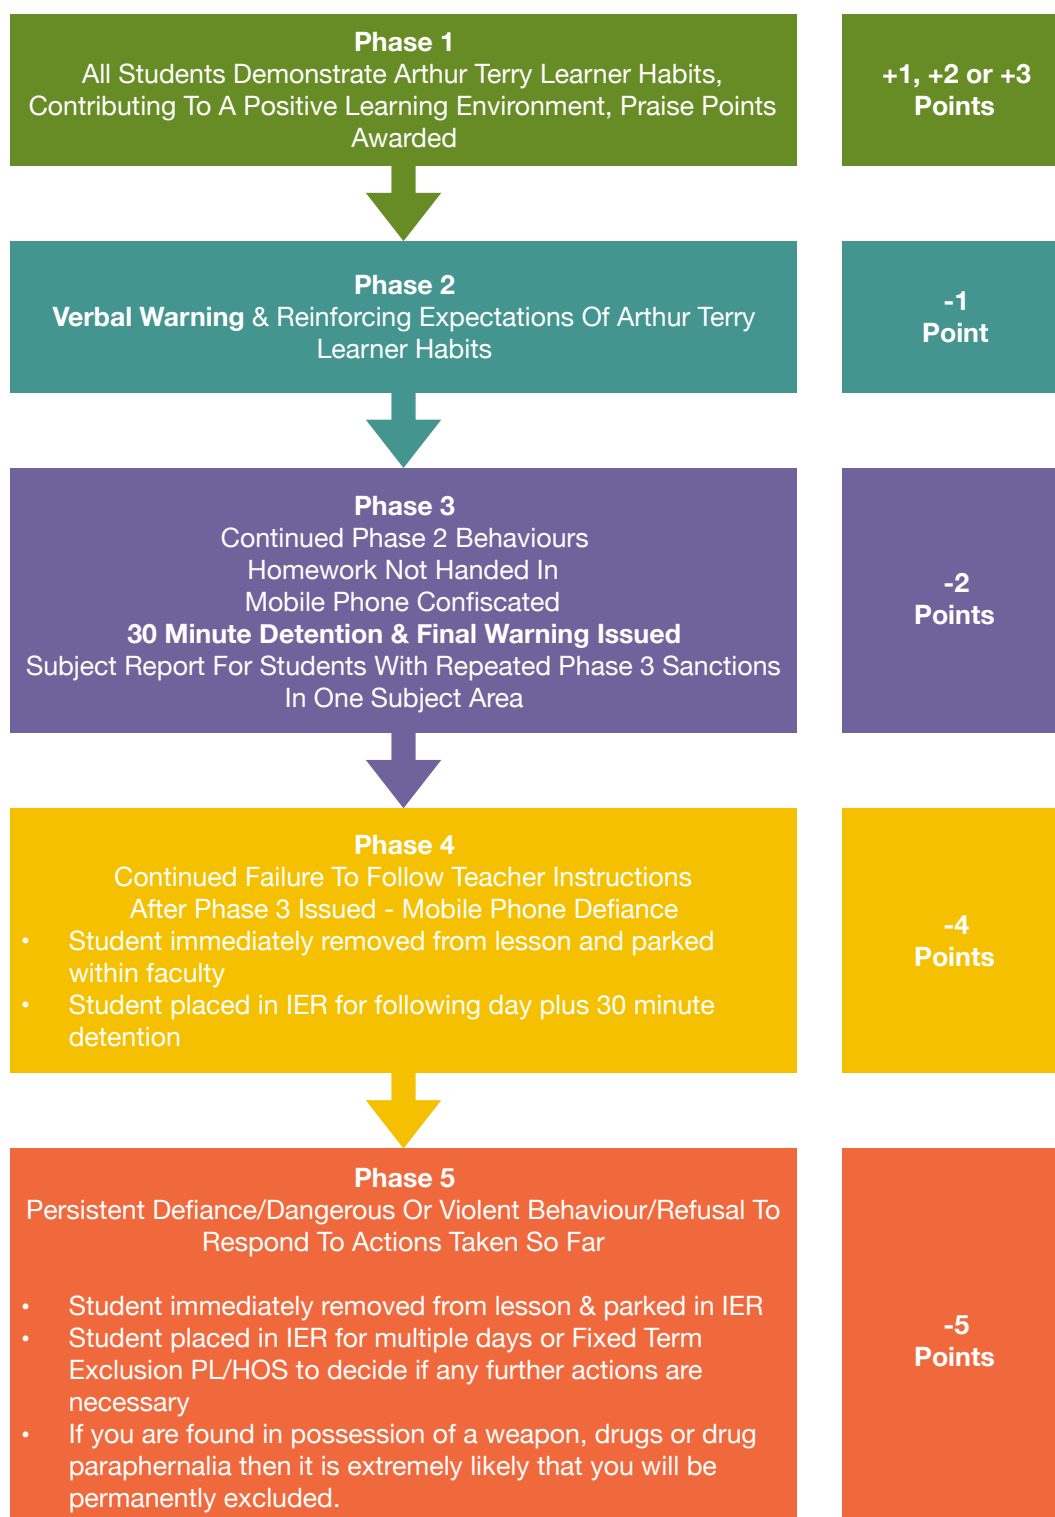 Phase 1
All Students Demonstrate Arthur Terry Learner Habits,
Contributing To A Positive Learning Environment, Praise Points
Awarded
+1, +2 or +3
Points
Phase 2
Verbal Warning & Reinforcing Expectations Of Arthur Terry
Learner Habits
-1
Point
Phase 3
Continued Phase 2 Behaviours
Homework Not Handed In
Mobile Phone Confiscated
30 Minute Detention & Final Warning Issued
Subject Report For Students With Repeated Phase 3 Sanctions
In One Subject Area
-2
Points
Phase 4
Continued Failure To Follow Teacher Instructions
After Phase 3 Issued - Mobile Phone Defiance
• Student immediately removed from lesson and parked
within faculty
• Student placed in IER for following day plus 30 minute
detention
-4
Points
Phase 5
Persistent Defiance/Dangerous Or Violent Behaviour/Refusal To
Respond To Actions Taken So Far
• Student immediately removed from lesson & parked in IER
• Student placed in IER for multiple days or Fixed Term
Exclusion PL/HOS to decide if any further actions are
necessary
• If you are found in possession of a weapon, drugs or drug
paraphernalia then it is extremely likely that you will be
permanently excluded.
-5
Points